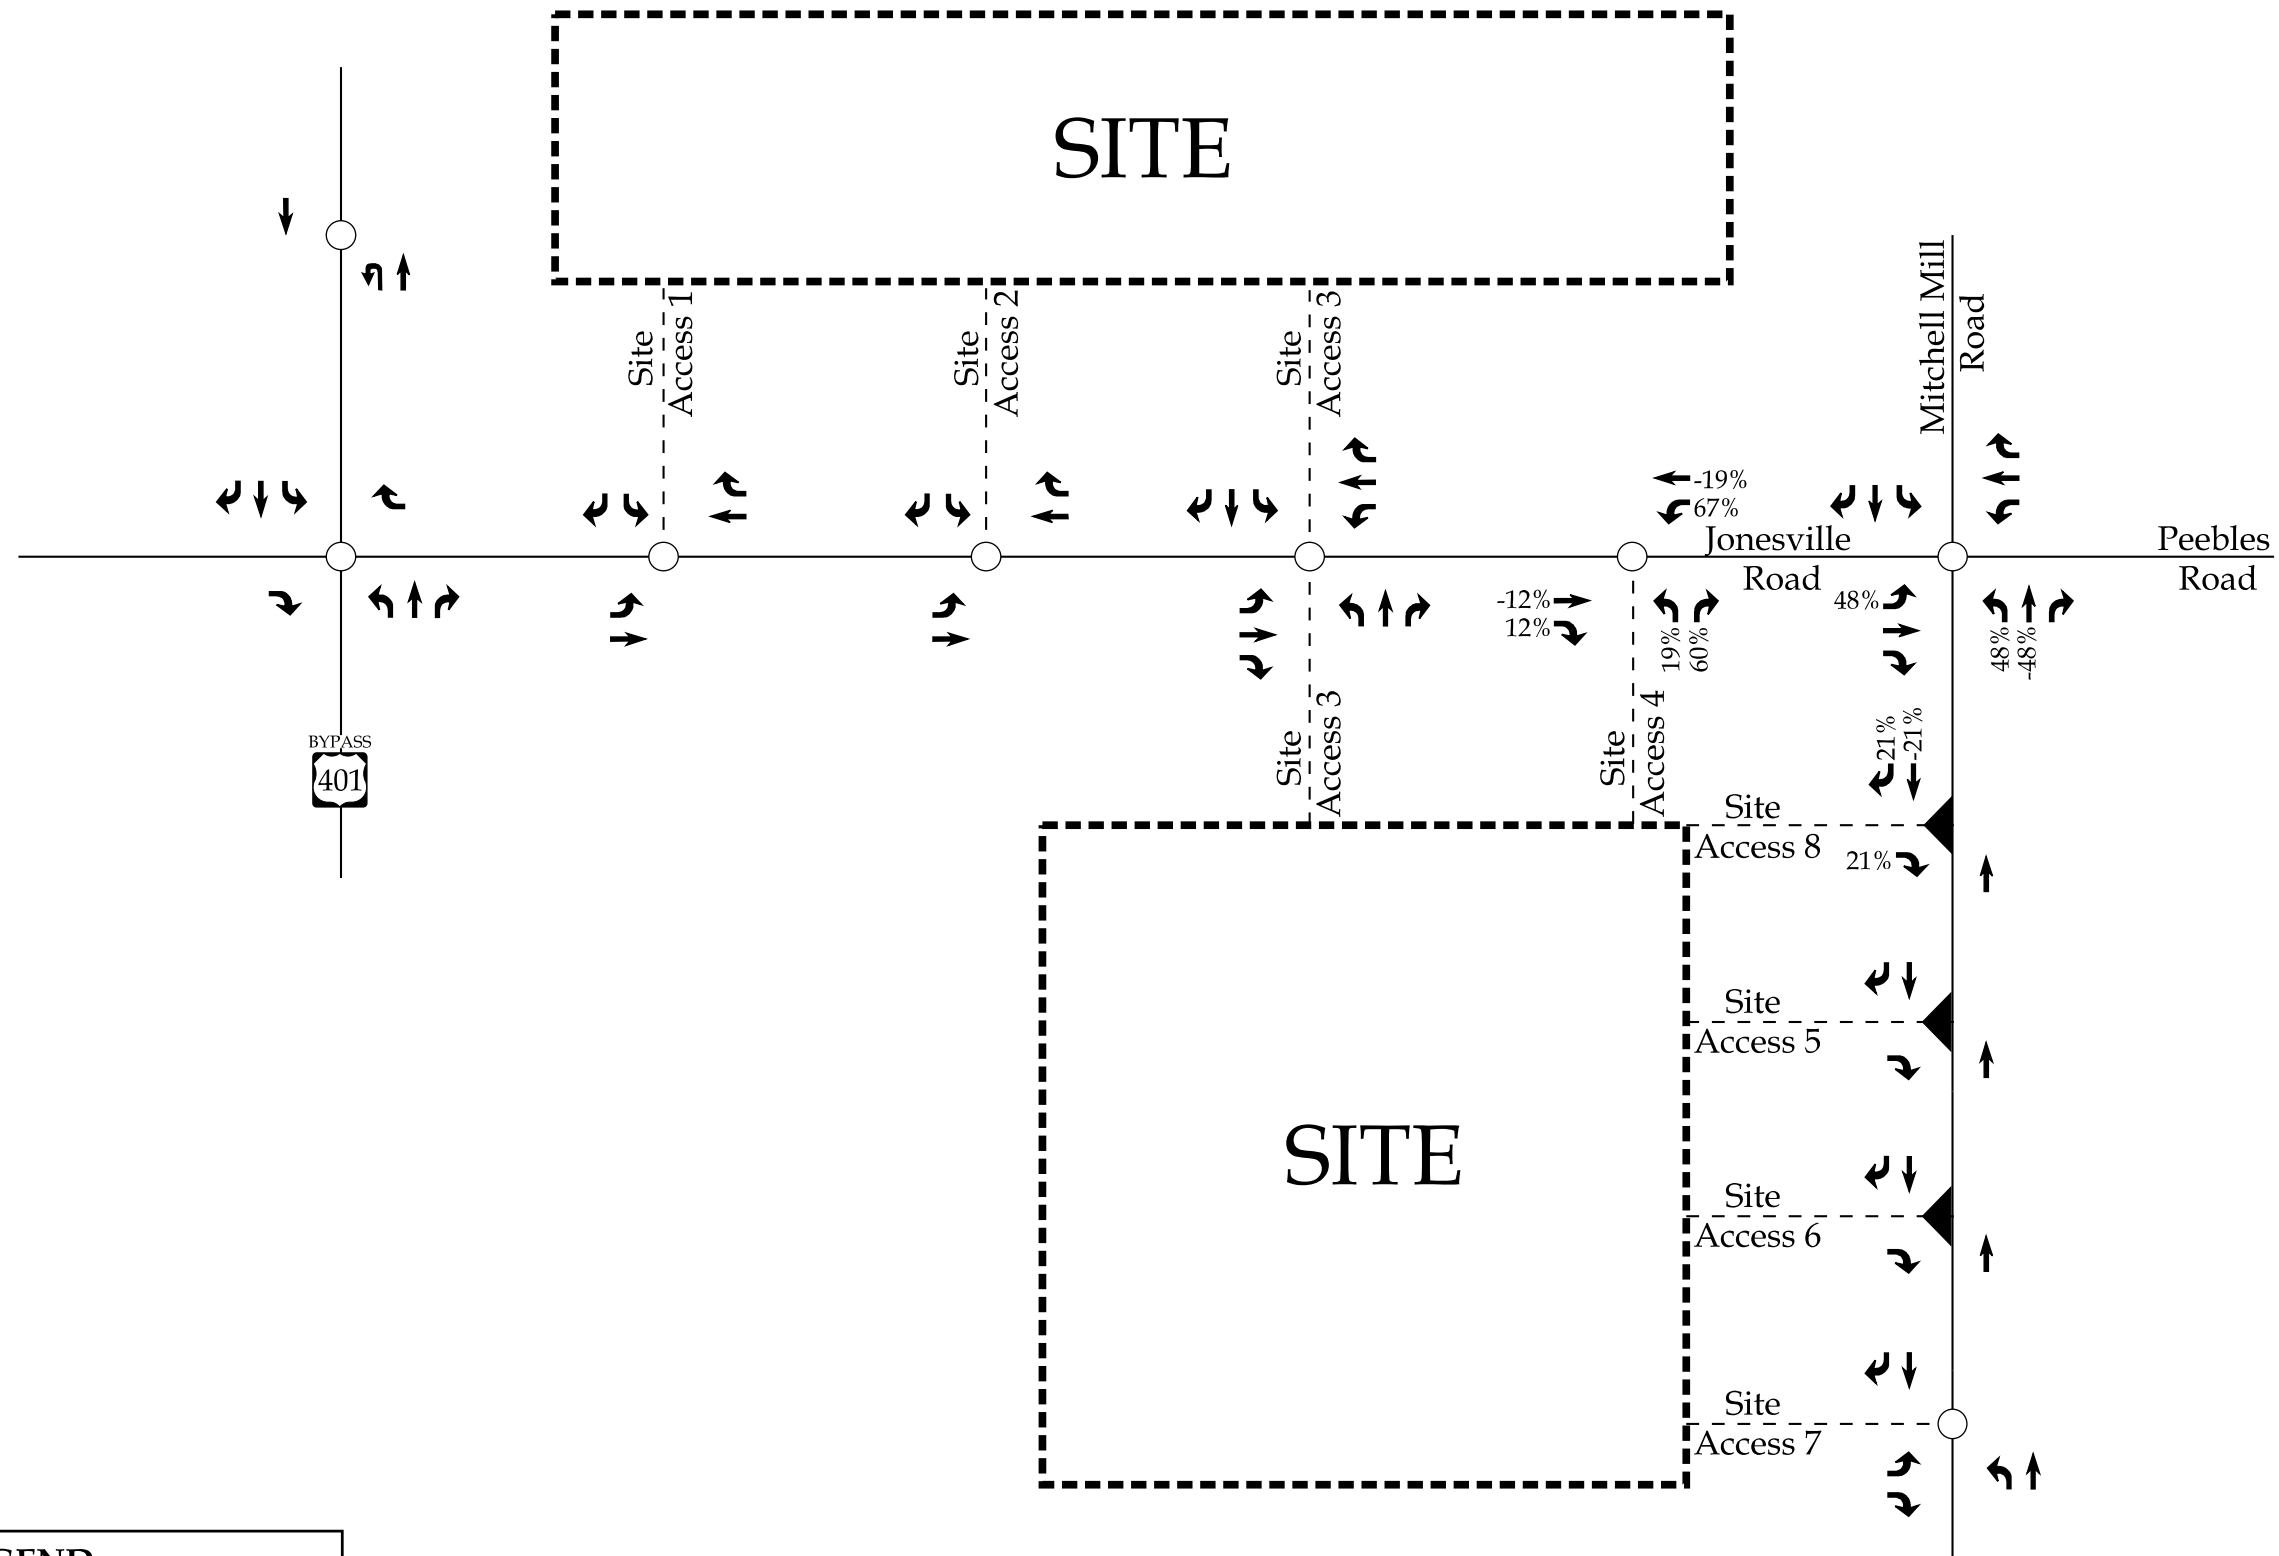 SITE
Site
Access 1
Site
Access 2
Site
Access 3
Mitchell Mill
Road
-19%
67%
Jonesville
Road
Peebles
Road
-12%
12%
19%
60%
48%
48%
-48%
Site
Access 3
Site
Access 4
BYPASS
401
21%
-21%
Site
Access 8
21%
Site
Access 5
SITE
Site
Access 6
Site
Access 7